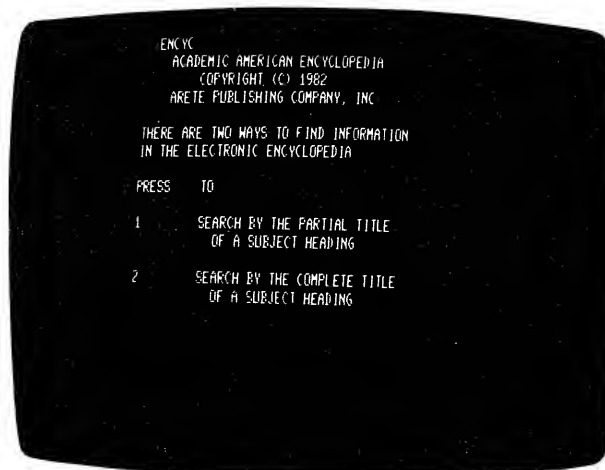 ENCYC
ACADEMIC AMERICAN ENCYCLOPEDIA
COPYRIGHT (C) 1982
ARETE PUBLISHING COMPANY, INC
THERE ARE TWO WAYS TO FIND INFORMATION
IN THE ELECTRONIC ENCYCLOPEDIA
PRESS TO
1 SEARCH BY THE PARTIAL TITLE
OF A SUBJECT HEADING
2 SEARCH BY THE COMPLETE TITLE
OF A SUBJECT HEADING